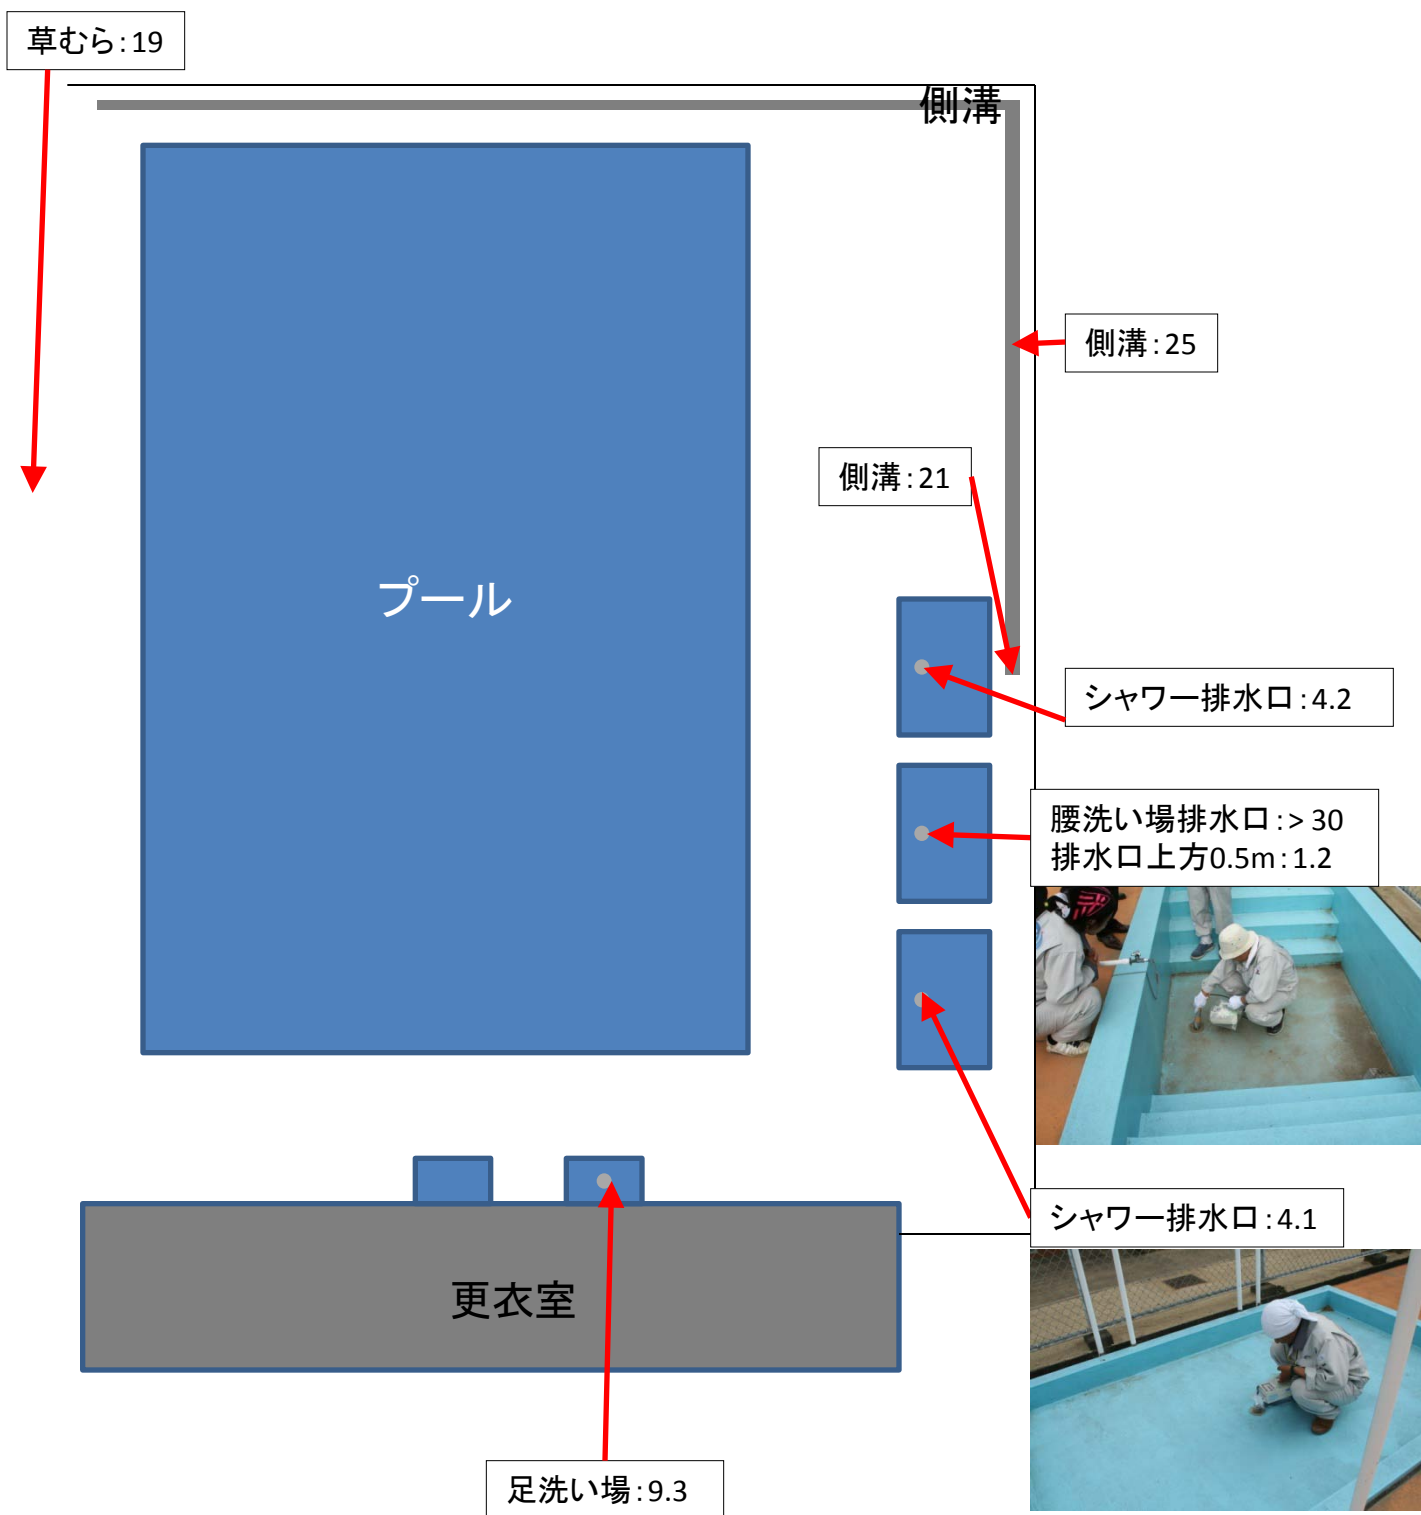 草むら:19
側溝
側溝:25
側溝:21
プール
シャワー排水口:4.2
腰洗い場排水口:> 30
排水口上方0.5m:1.2
シャワー排水口:4.1
更衣室
足洗い場:9.3